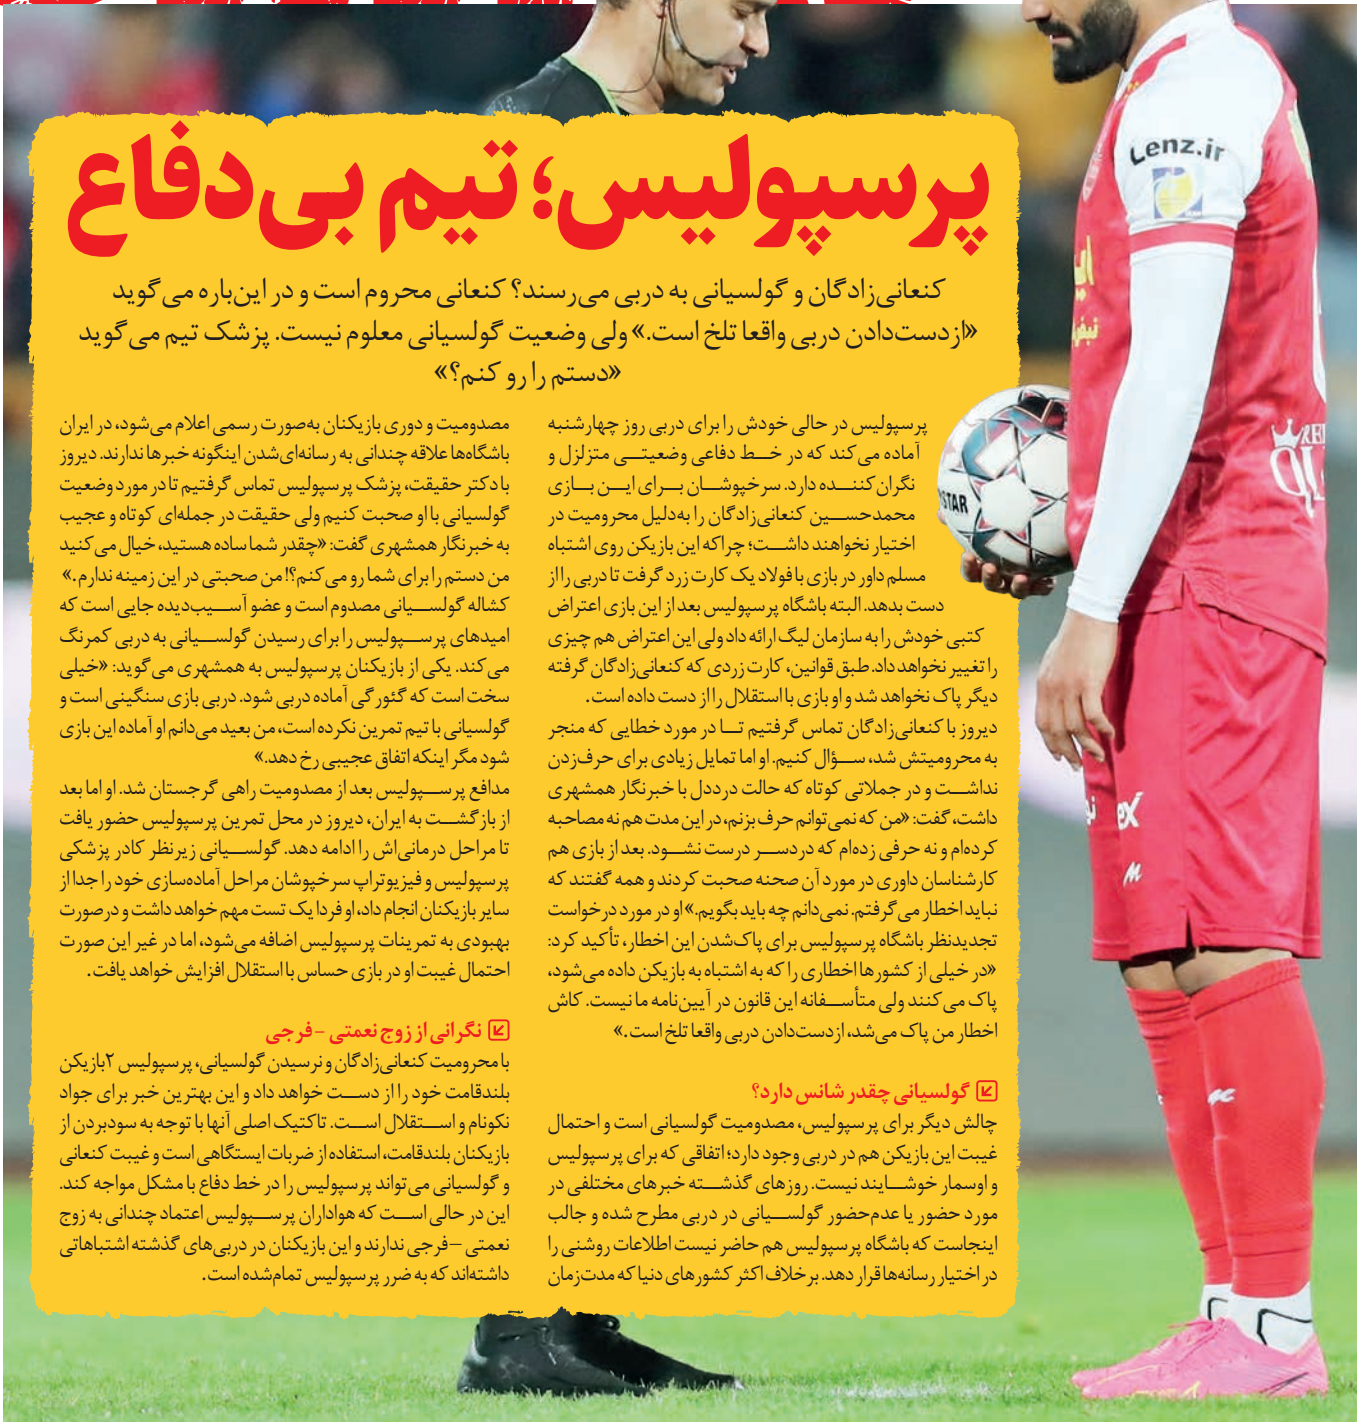 پرسپولیس؛ تیم بی‌دفاع
کنعانی‌زادگان و گولسیانی به دربی می‌رسند؟ کنعانی محروم است و در این‌باره می‌گوید
«ازدست‌دادن دربی واقعا تلخ است.» ولی وضعیت گولسیانی معلوم نیست. پزشک تیم می‌گوید
«دستم را رو کنم؟»
پرسپولیس در حالی خودش را برای دربی روز چهارشنبه
آماده می‌کند که در خط دفاعی وضعیتی متزلزل و
نگران‌کننده دارد. سرخپوشان برای این بازی
محمدحسین کنعانی‌زادگان را به‌دلیل محرومیت در
اختیار نخواهند داشت؛ چراکه این بازیکن روی اشتباه
مسلم داور در بازی با فولاد یک کارت زرد گرفت تا دربی را از
دست بدهد. البته باشگاه پرسپولیس بعد از این بازی اعتراض
کتبی خودش را به سازمان لیگ ارائه داد ولی این اعتراض هم چیزی
را تغییر نخواهد داد. طبق قوانین، کارت زردی که کنعانی‌زادگان گرفته
دیگر پاک نخواهد شد و او بازی با استقلال را از دست داده است.
دیروز با کنعانی‌زادگان تماس گرفتیم تا در مورد خطایی که منجر
به محرومیتش شد، سؤال کنیم. او اما تمایل زیادی برای حرف‌زدن
نداشت و در جملاتی کوتاه که حالت درددل با خبرنگار همشهری
داشت، گفت: «من که نمی‌توانم حرف بزنم، در این مدت هم نه مصاحبه
کرده‌ام و نه حرفی زده‌ام که دردسر درست نشود. بعد از بازی هم
کارشناسان داوری در مورد آن صحنه صحبت کردند و همه گفتند که
نباید اخطار می‌گرفتم. نمی‌دانم چه باید بگویم.» او در مورد درخواست
تجدیدنظر باشگاه پرسپولیس برای پاک‌شدن این اخطار، تأکید کرد:
«در خیلی از کشورها اخطاری را که به اشتباه به بازیکن داده می‌شود،
پاک می‌کنند ولی متأسفانه این قانون در آیین‌نامه ما نیست. کاش
اخطار من پاک می‌شد، ازدست‌دادن دربی واقعا تلخ است.»
گولسیانی چقدر شانس دارد؟
چالش دیگر برای پرسپولیس، مصدومیت گولسیانی است و احتمال
غیبت این بازیکن هم در دربی وجود دارد؛ اتفاقی که برای پرسپولیس
و اوسمار خوشایند نیست. روزهای گذشته خبرهای مختلفی در
مورد حضور یا عدم‌حضور گولسیانی در دربی مطرح شده و جالب
اینجاست که باشگاه پرسپولیس هم حاضر نیست اطلاعات روشنی را
در اختیار رسانه‌ها قرار دهد. برخلاف اکثر کشورهای دنیا که مدت‌زمان
مصدومیت و دوری بازیکنان به‌صورت رسمی اعلام می‌شود، در ایران
باشگاه‌ها علاقه چندانی به رسانه‌ای‌شدن اینگونه خبرها ندارند. دیروز
با دکتر حقیقت، پزشک پرسپولیس تماس گرفتیم تا در مورد وضعیت
گولسیانی با او صحبت کنیم ولی حقیقت در جمله‌ای کوتاه و عجیب
به خبرنگار همشهری گفت: «چقدر شما ساده هستید، خیال می‌کنید
من دستم را برای شما رو می‌کنم؟! من صحبتی در این زمینه ندارم.»
کشاله گولسیانی مصدوم است و عضو آسیب‌دیده جایی است که
امیدهای پرسپولیس را برای رسیدن گولسیانی به دربی کمرنگ
می‌کند. یکی از بازیکنان پرسپولیس به همشهری می‌گوید: «خیلی
سخت است که گئورگی آماده دربی شود. دربی بازی سنگینی است و
گولسیانی با تیم تمرین نکرده است، من بعید می‌دانم او آماده این بازی
شود مگر اینکه اتفاق عجیبی رخ دهد.»
مدافع پرسپولیس بعد از مصدومیت راهی گرجستان شد. او اما بعد
از بازگشت به ایران، دیروز در محل تمرین پرسپولیس حضور یافت
تا مراحل درمانی‌اش را ادامه دهد. گولسیانی زیرنظر کادر پزشکی
پرسپولیس و فیزیوتراپ سرخپوشان مراحل آماده‌سازی خود را جدا از
سایر بازیکنان انجام داد، او فردا یک تست مهم خواهد داشت و درصورت
بهبودی به تمرینات پرسپولیس اضافه می‌شود، اما در غیر این صورت
احتمال غیبت او در بازی حساس با استقلال افزایش خواهد یافت.
نگرانی از زوج نعمتی - فرجی
با محرومیت کنعانی‌زادگان و نرسیدن گولسیانی، پرسپولیس ۲بازیکن
بلندقامت خود را از دست خواهد داد و این بهترین خبر برای جواد
نکونام و استقلال است. تاکتیک اصلی آنها با توجه به سودبردن از
بازیکنان بلندقامت، استفاده از ضربات ایستگاهی است و غیبت کنعانی
و گولسیانی می‌تواند پرسپولیس را در خط دفاع با مشکل مواجه کند.
این در حالی است که هواداران پرسپولیس اعتماد چندانی به زوج
نعمتی –فرجی ندارند و این بازیکنان در دربی‌های گذشته اشتباهاتی
داشته‌اند که به ضرر پرسپولیس تمام‌شده است.
Lenz.ir
STAR